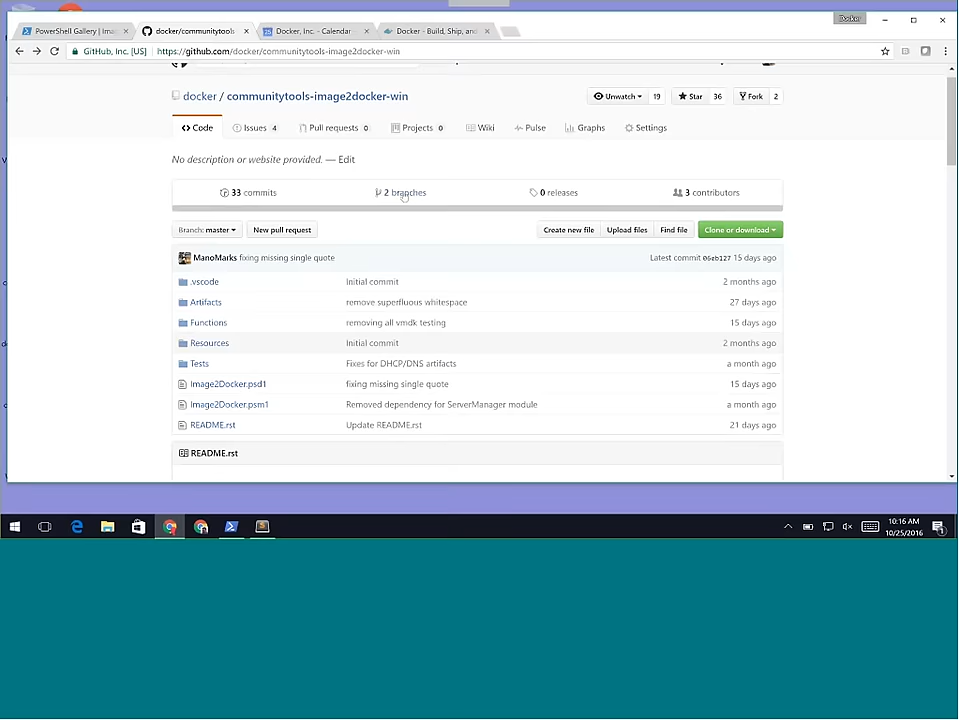 Docker
PowerShell Gallery | Ima
docker/communitytools
Docker, Inc. - Calendar
Docker - Build, Ship, an
GitHub, Inc. [US]
https://github.com/docker/communitytools-image2docker-win
docker / communitytools-image2docker-win
Unwatch 19
Star 36
Fork 2
Code
Issues 4
Pull requests 0
Projects 0
Wiki
Pulse
Graphs
Settings
No description or website provided. — Edit
33 commits
2 branches
0 releases
3 contributors
Branch: master
New pull request
Create new file
Upload files
Find file
Clone or download
ManoMarks fixing missing single quote
Latest commit 06eb127 15 days ago
.vscode Initial commit 2 months ago
Artifacts remove superfluous whitespace 27 days ago
Functions removing all vmdk testing 15 days ago
Resources Initial commit 2 months ago
Tests Fixes for DHCP/DNS artifacts a month ago
Image2Docker.psd1 fixing missing single quote 15 days ago
Image2Docker.psm1 Removed dependency for ServerManager module a month ago
README.rst Update README.rst 21 days ago
README.rst
10:16 AM
10/25/2016